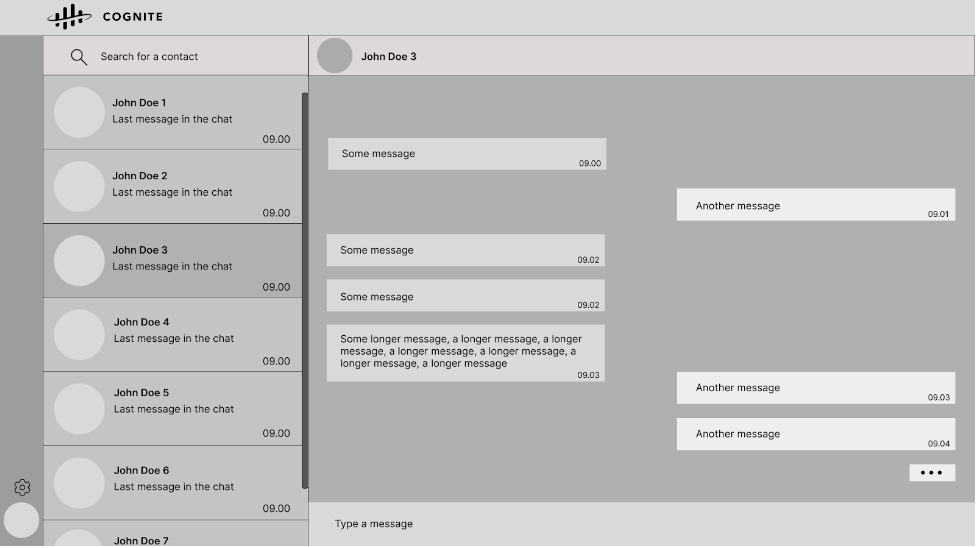 COGNITE
Search for a contact
John Doe 1
Last message in the chat
09.00
John Doe 2
Last message in the chat
09.00
John Doe 3
Last message in the chat
09.00
John Doe 4
Last message in the chat
09.00
John Doe 5
Last message in the chat
09.00
John Doe 6
Last message in the chat
09.00
John Doe 7
John Doe 3
Some message
09.00
Another message
09.01
Some message
09.02
Some message
09.02
Some longer message, a longer message, a longer
message, a longer message, a longer message, a
longer message, a longer message
09.03
Another message
09.03
Another message
09.04
Type a message